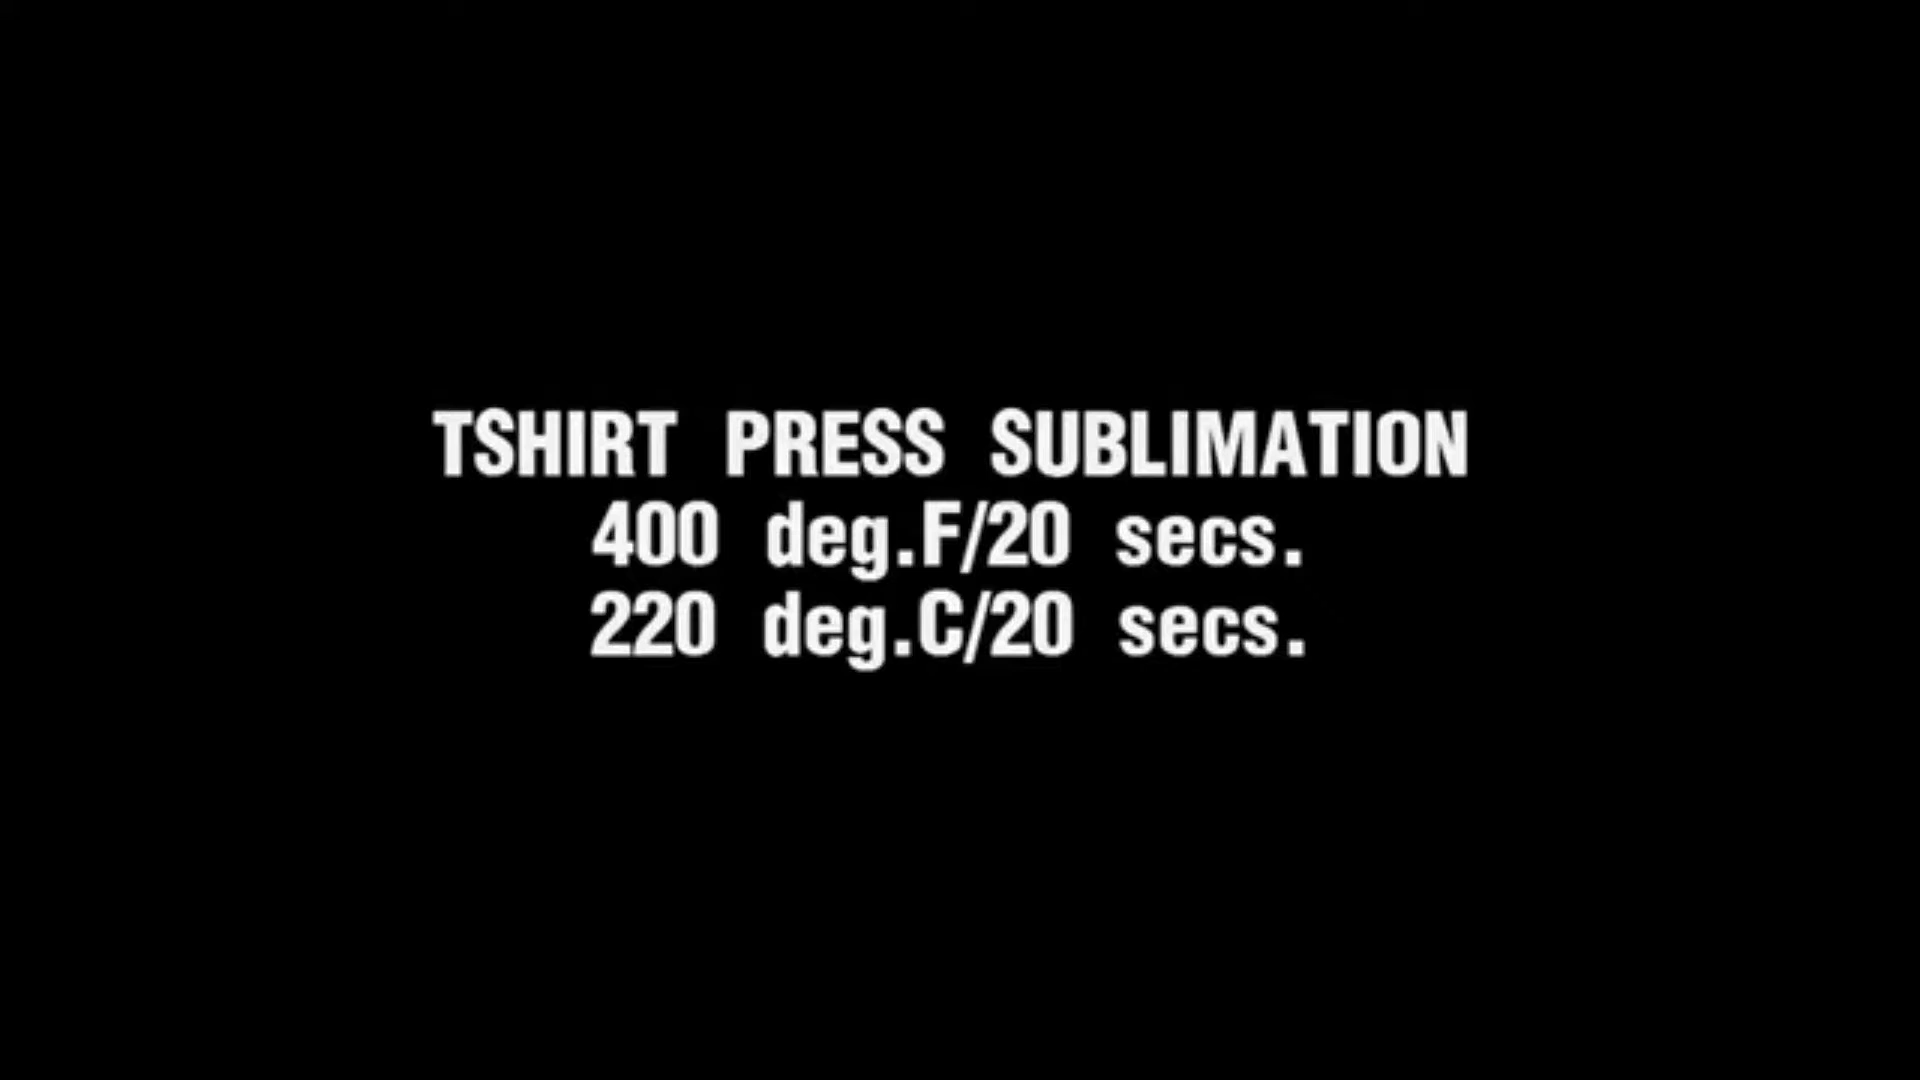 TSHIRT PRESS SUBLIMATION
400 deg.F/20 secs.
220 deg.C/20 secs.